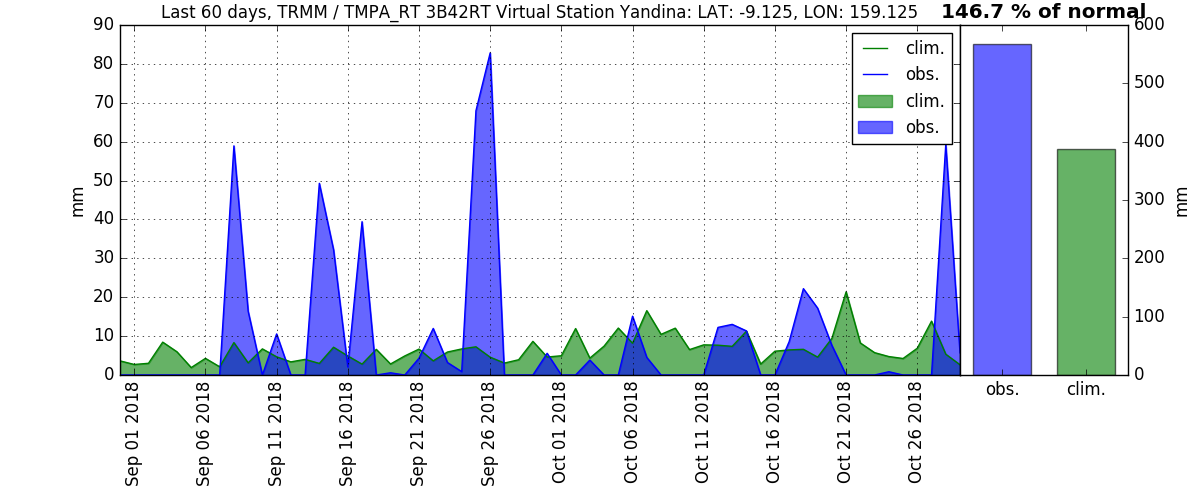 Last 60 days, TRMM / TMPA_RT 3B42RT Virtual Station Yandina: LAT: -9.125, LON: 159.125
146.7 % of normal
90
80
70
60
50
40
30
20
10
0
mm
clim.
obs.
clim.
obs.
600
500
400
300
200
100
0
mm
obs.
clim.
Sep 01 2018
Sep 06 2018
Sep 11 2018
Sep 16 2018
Sep 21 2018
Sep 26 2018
Oct 01 2018
Oct 06 2018
Oct 11 2018
Oct 16 2018
Oct 21 2018
Oct 26 2018